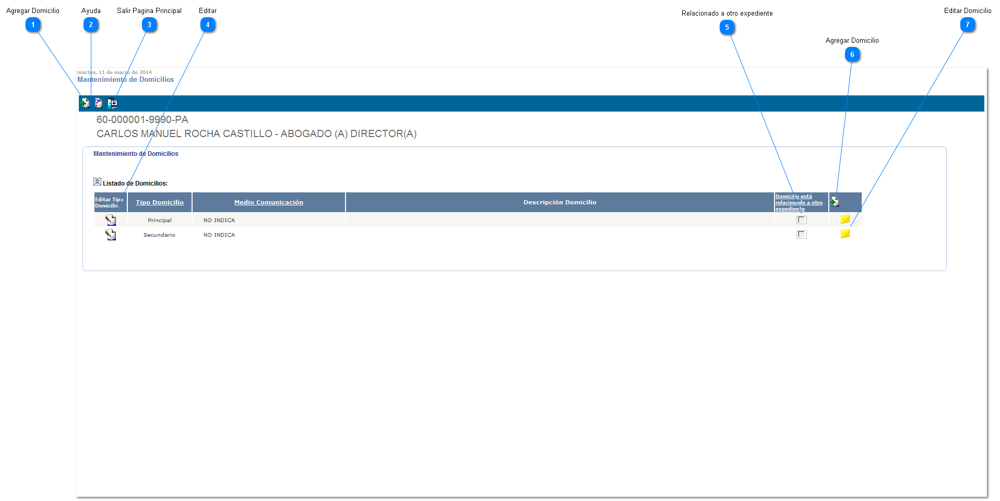 Agregar Domicilio
Ayuda
Salir Pagina Principal
Editar
Relacionado a otro expediente
Editar Domicilio
1
2
3
4
5
7
Agregar Domicilio
6
martes, 11 de marzo de 2014
Mantenimiento de Domicilios
60-000001-9990-PA
CARLOS MANUEL ROCHA CASTILLO - ABOGADO (A) DIRECTOR(A)
Mantenimiento de Domicilios
Listado de Domicilios:
Editar Tipo
Domicilio
Tipo Domicilio
Medio Comunicación
Descripción Domicilio
Domicilio está
relacionado a otro
expediente
Principal
NO INDICA
Secundario
NO INDICA